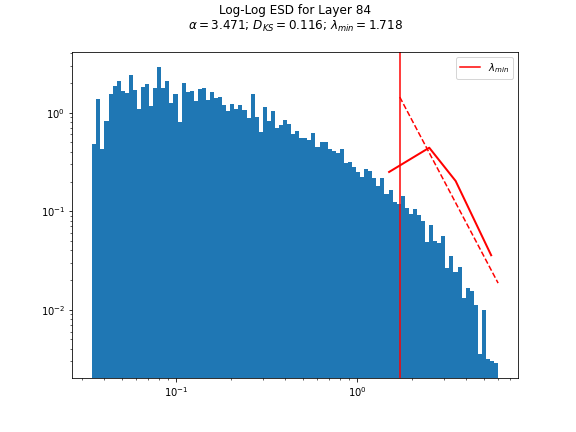 Log-Log ESD for Layer 84
α = 3.471; D_KS = 0.116; λ_min = 1.718
λ_min
10⁰
10⁻¹
10⁻²
10⁻¹
10⁰